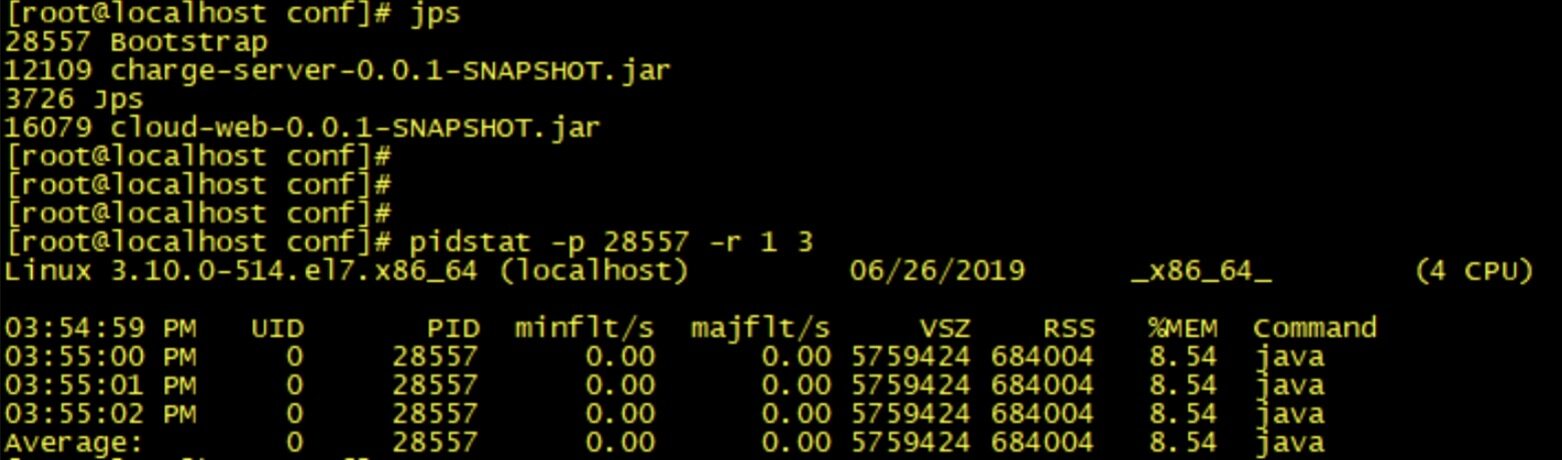 [root@localhost conf]# jps
28557 Bootstrap
12109 charge-server-0.0.1-SNAPSHOT.jar
3726 Jps
16079 cloud-web-0.0.1-SNAPSHOT.jar
[root@localhost conf]#
[root@localhost conf]#
[root@localhost conf]#
[root@localhost conf]# pidstat -p 28557 -r 1 3
Linux 3.10.0-514.el7.x86_64 (localhost) 06/26/2019 _x86_64_ (4 CPU)
03:54:59 PM UID PID minflt/s majflt/s VSZ RSS %MEM Command
03:55:00 PM 0 28557 0.00 0.00 5759424 684004 8.54 java
03:55:01 PM 0 28557 0.00 0.00 5759424 684004 8.54 java
03:55:02 PM 0 28557 0.00 0.00 5759424 684004 8.54 java
Average: 0 28557 0.00 0.00 5759424 684004 8.54 java